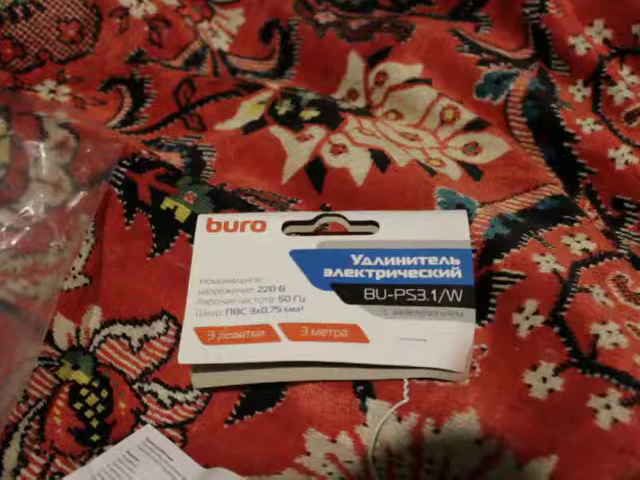 buro
Удлинитель
электрический
BU-PS3.1/W
с заземлением
Номинальное
напряжение: 220 В
Рабочая частота: 50 Гц
Шнур: ПВС 3x0,75 мм²
3 розетки
3 метра